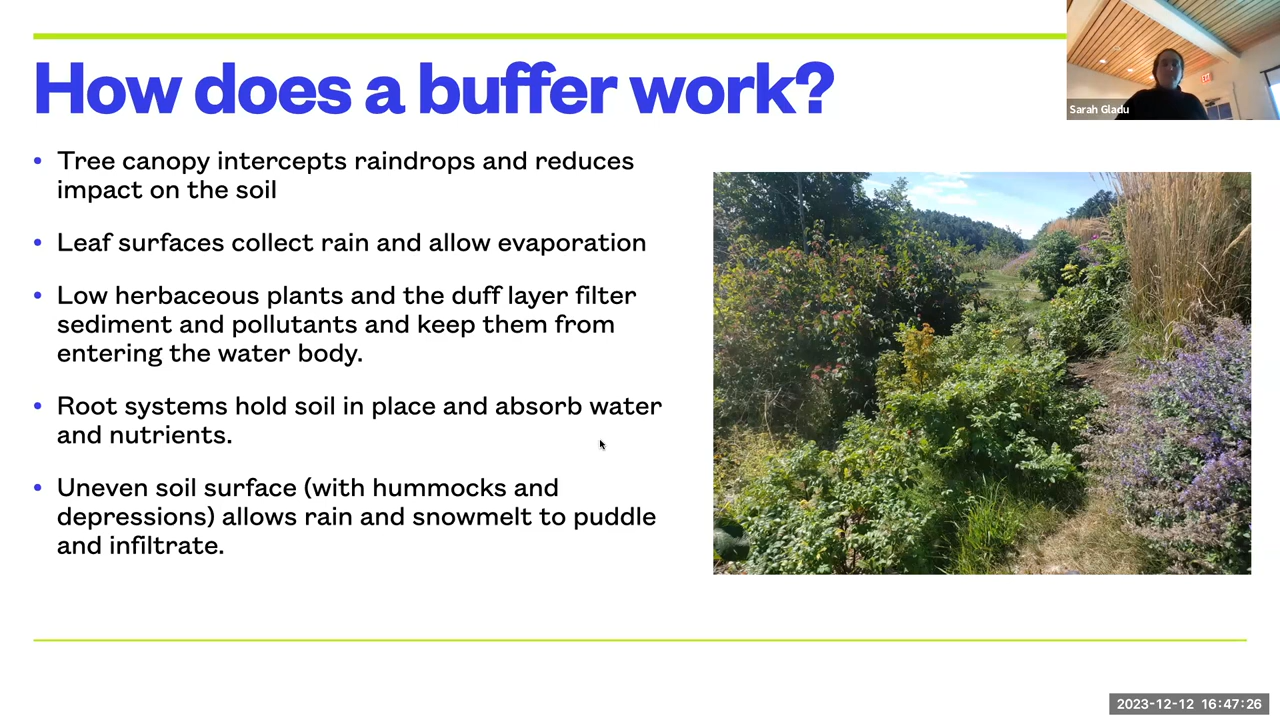 How does a buffer work?
Sarah Gladu
• Tree canopy intercepts raindrops and reduces
impact on the soil
• Leaf surfaces collect rain and allow evaporation
• Low herbaceous plants and the duff layer filter
sediment and pollutants and keep them from
entering the water body.
• Root systems hold soil in place and absorb water
and nutrients.
• Uneven soil surface (with hummocks and
depressions) allows rain and snowmelt to puddle
and infiltrate.
2023-12-12 16:47:26